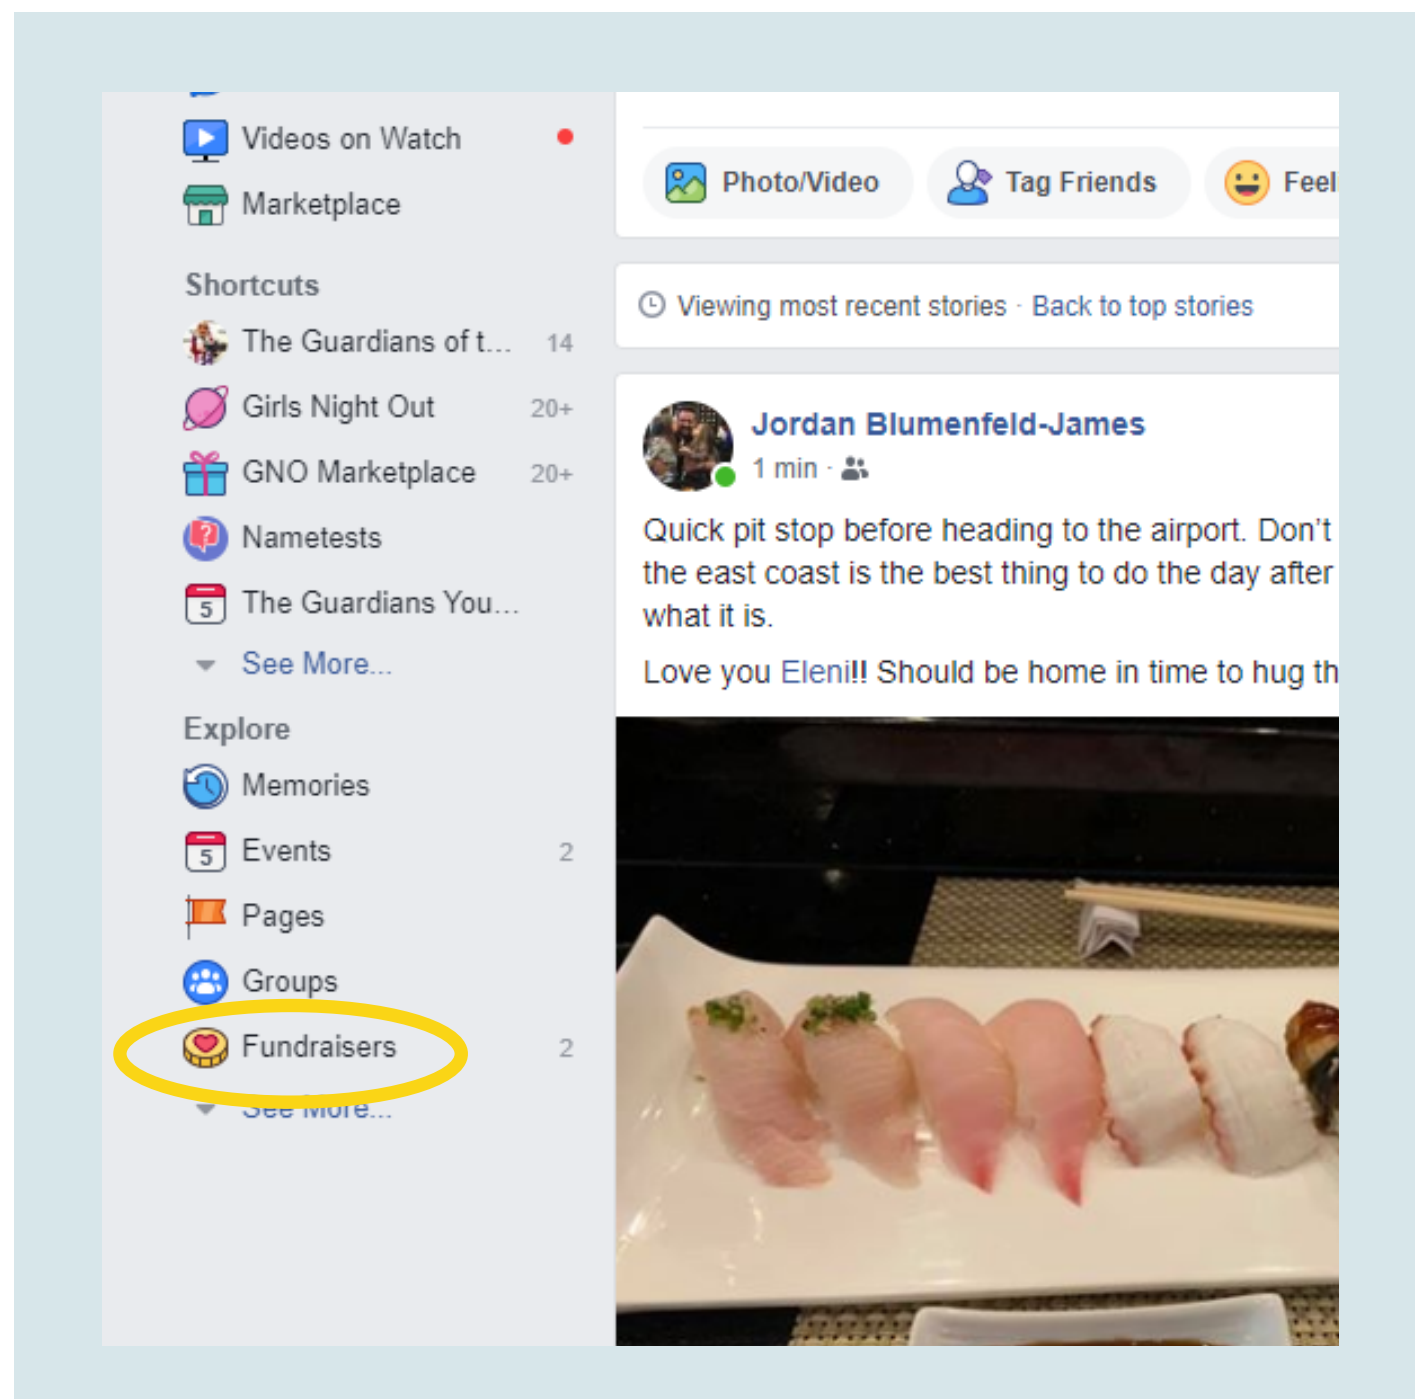 Videos on Watch
Marketplace
Shortcuts
The Guardians of t... 14
Girls Night Out 20+
GNO Marketplace 20+
Nametests
5 The Guardians You...
See More...
Explore
Memories
5 Events 2
Pages
Groups
Fundraisers 2
See More...
Photo/Video
Tag Friends
Feel
Viewing most recent stories · Back to top stories
Jordan Blumenfeld-James
1 min ·
Quick pit stop before heading to the airport. Don't
the east coast is the best thing to do the day after
what it is.
Love you Eleni!! Should be home in time to hug th